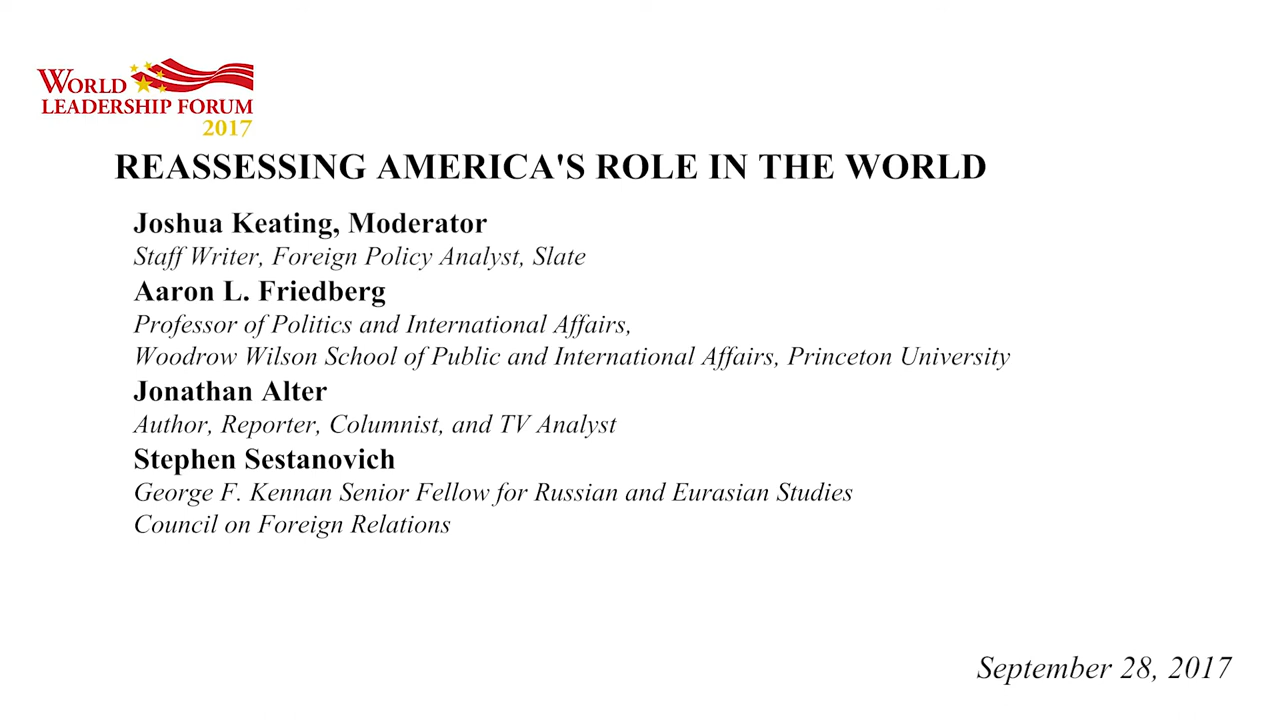 WORLD
LEADERSHIP FORUM
2017
REASSESSING AMERICA'S ROLE IN THE WORLD
Joshua Keating, Moderator
Staff Writer, Foreign Policy Analyst, Slate
Aaron L. Friedberg
Professor of Politics and International Affairs,
Woodrow Wilson School of Public and International Affairs, Princeton University
Jonathan Alter
Author, Reporter, Columnist, and TV Analyst
Stephen Sestanovich
George F. Kennan Senior Fellow for Russian and Eurasian Studies
Council on Foreign Relations
September 28, 2017